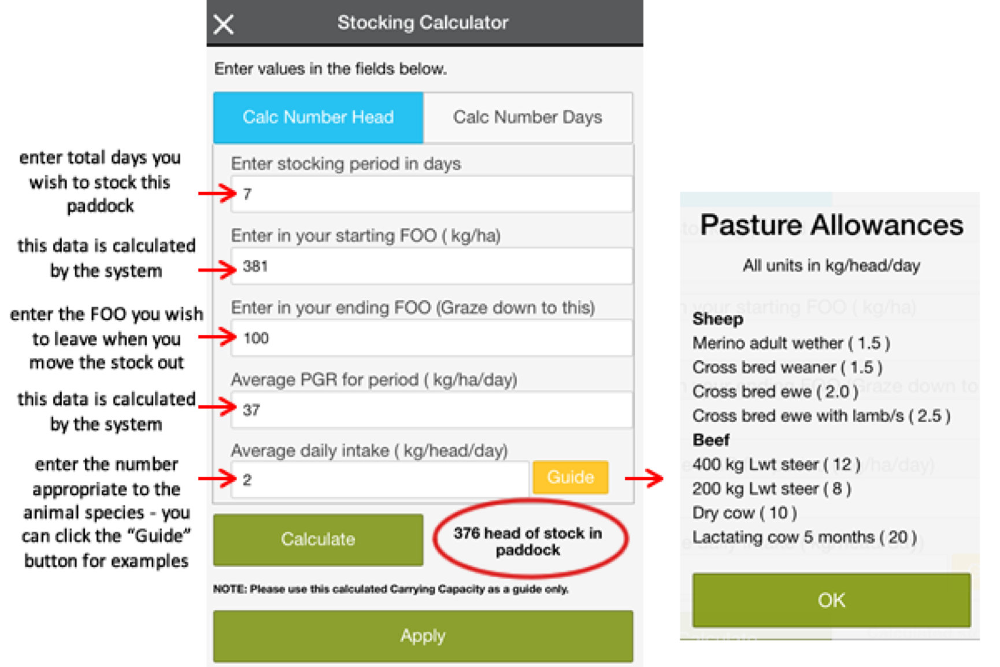 Stocking Calculator
Enter values in the fields below.
Calc Number Head
Calc Number Days
enter total days you
wish to stock this
paddock
Enter stocking period in days
7
this data is calculated
by the system
Enter in your starting FOO ( kg/ha)
381
enter the FOO you wish
to leave when you
move the stock out
Enter in your ending FOO (Graze down to this)
100
this data is calculated
by the system
Average PGR for period ( kg/ha/day)
37
enter the number
appropriate to the
animal species - you
can click the “Guide”
button for examples
Average daily intake ( kg/head/day)
2
Guide
Calculate
376 head of stock in
paddock
NOTE: Please use this calculated Carrying Capacity as a guide only.
Apply
Pasture Allowances
All units in kg/head/day
Sheep
Merino adult wether ( 1.5 )
Cross bred weaner ( 1.5 )
Cross bred ewe ( 2.0 )
Cross bred ewe with lamb/s ( 2.5 )
Beef
400 kg Lwt steer ( 12 )
200 kg Lwt steer ( 8 )
Dry cow ( 10 )
Lactating cow 5 months ( 20 )
OK